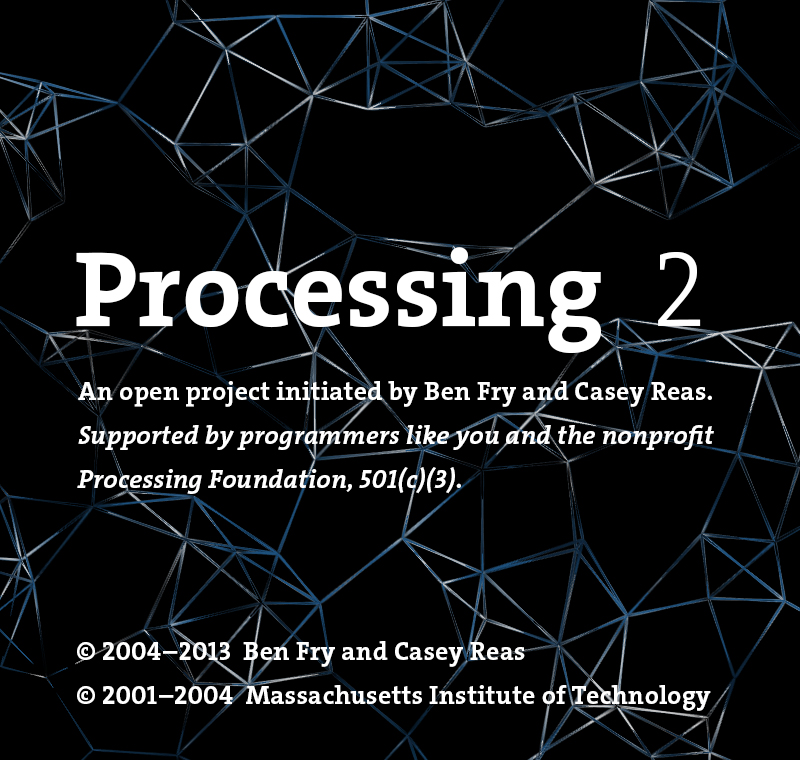 Processing 2
An open project initiated by Ben Fry and Casey Reas.
Supported by programmers like you and the nonprofit
Processing Foundation, 501(c)(3).
© 2004–2013 Ben Fry and Casey Reas
© 2001–2004 Massachusetts Institute of Technology